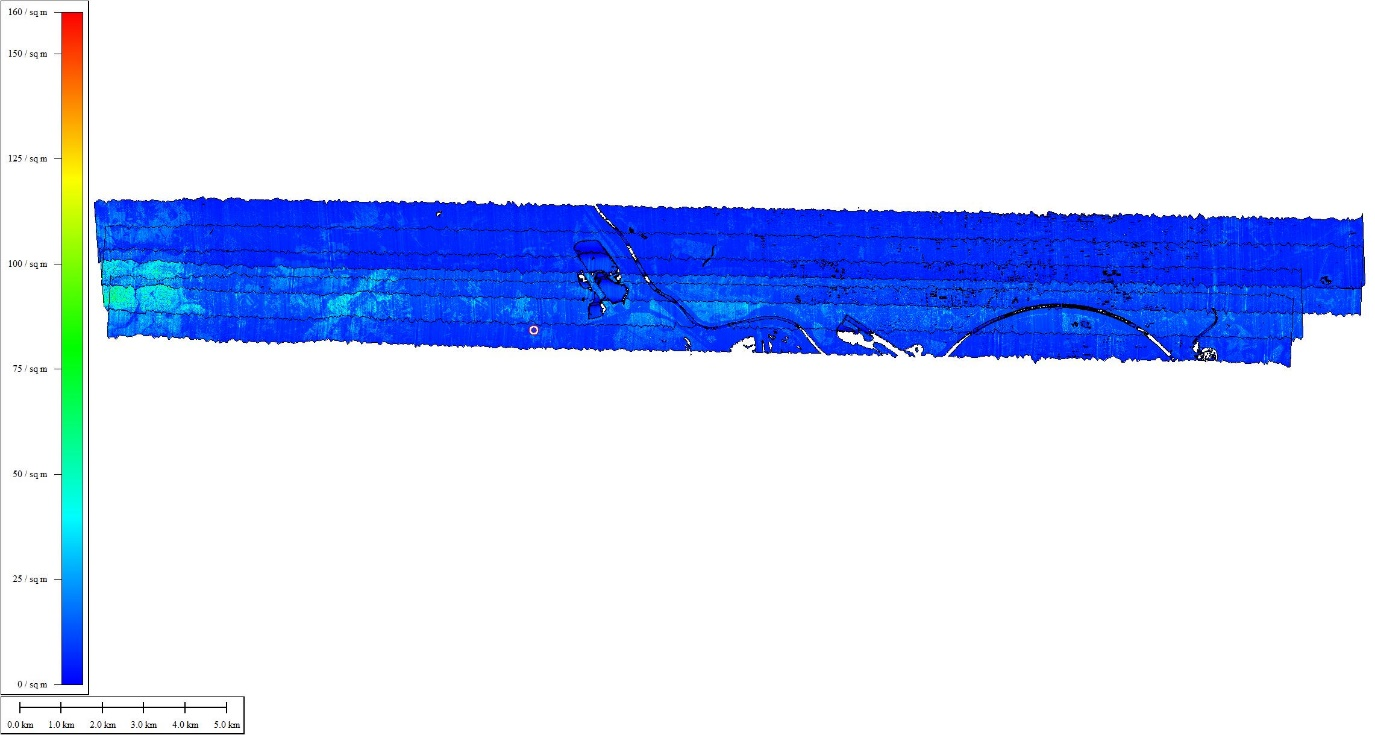 160 / sq m
150 / sq m
125 / sq m
100 / sq m
75 / sq m
50 / sq m
25 / sq m
0 / sq m
0.0 km 1.0 km 2.0 km 3.0 km 4.0 km 5.0 km